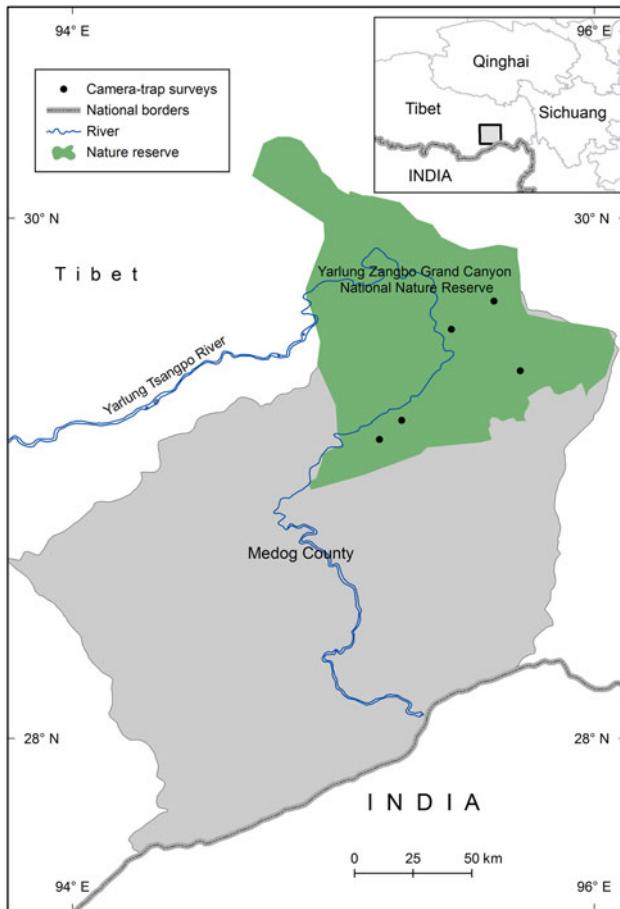 94° E
96° E
Camera-trap surveys
National borders
River
Nature reserve
Qinghai
Tibet
Sichuang
INDIA
30° N
30° N
Tibet
Yarlung Zangbo Grand Canyon
National Nature Reserve
Yarlung Tsangpo River
Medog County
28° N
28° N
INDIA
0 25 50 km
94° E
96° E